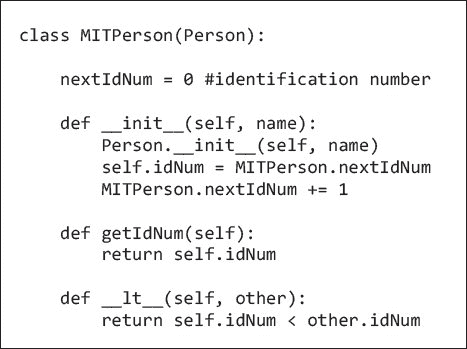 class MITPerson(Person):
    nextIdNum = 0 #identification number
    def __init__(self, name):
        Person.__init__(self, name)
        self.idNum = MITPerson.nextIdNum
        MITPerson.nextIdNum += 1
    def getIdNum(self):
        return self.idNum
    def __lt__(self, other):
        return self.idNum < other.idNum